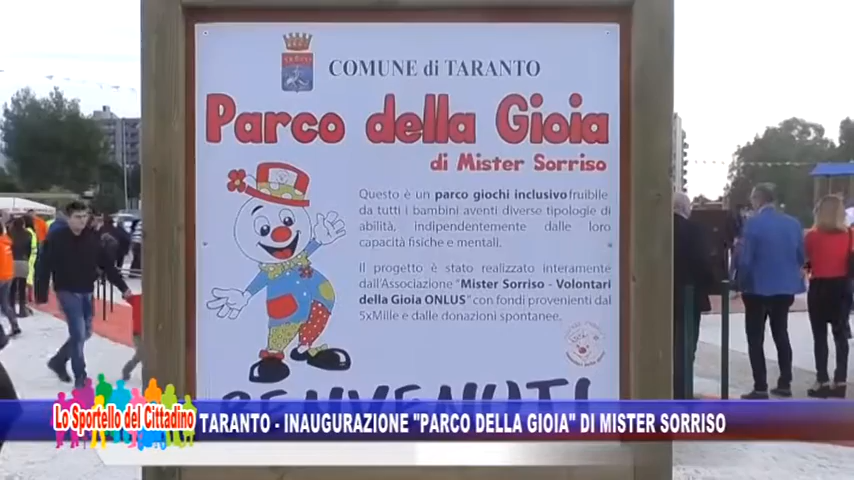 COMUNE di TARANTO
Parco della Gioia
di Mister Sorriso
Questo è un parco giochi inclusivo fruibile
da tutti i bambini aventi diverse tipologie di
abilità, indipendentemente dalle loro
capacità fisiche e mentali.
Il progetto è stato realizzato interamente
dall'Associazione "Mister Sorriso - Volontari
della Gioia ONLUS" con fondi provenienti dal
5xMille e dalle donazioni spontanee.
BENVENUTI
Lo Sportello del Cittadino
TARANTO - INAUGURAZIONE "PARCO DELLA GIOIA" DI MISTER SORRISO